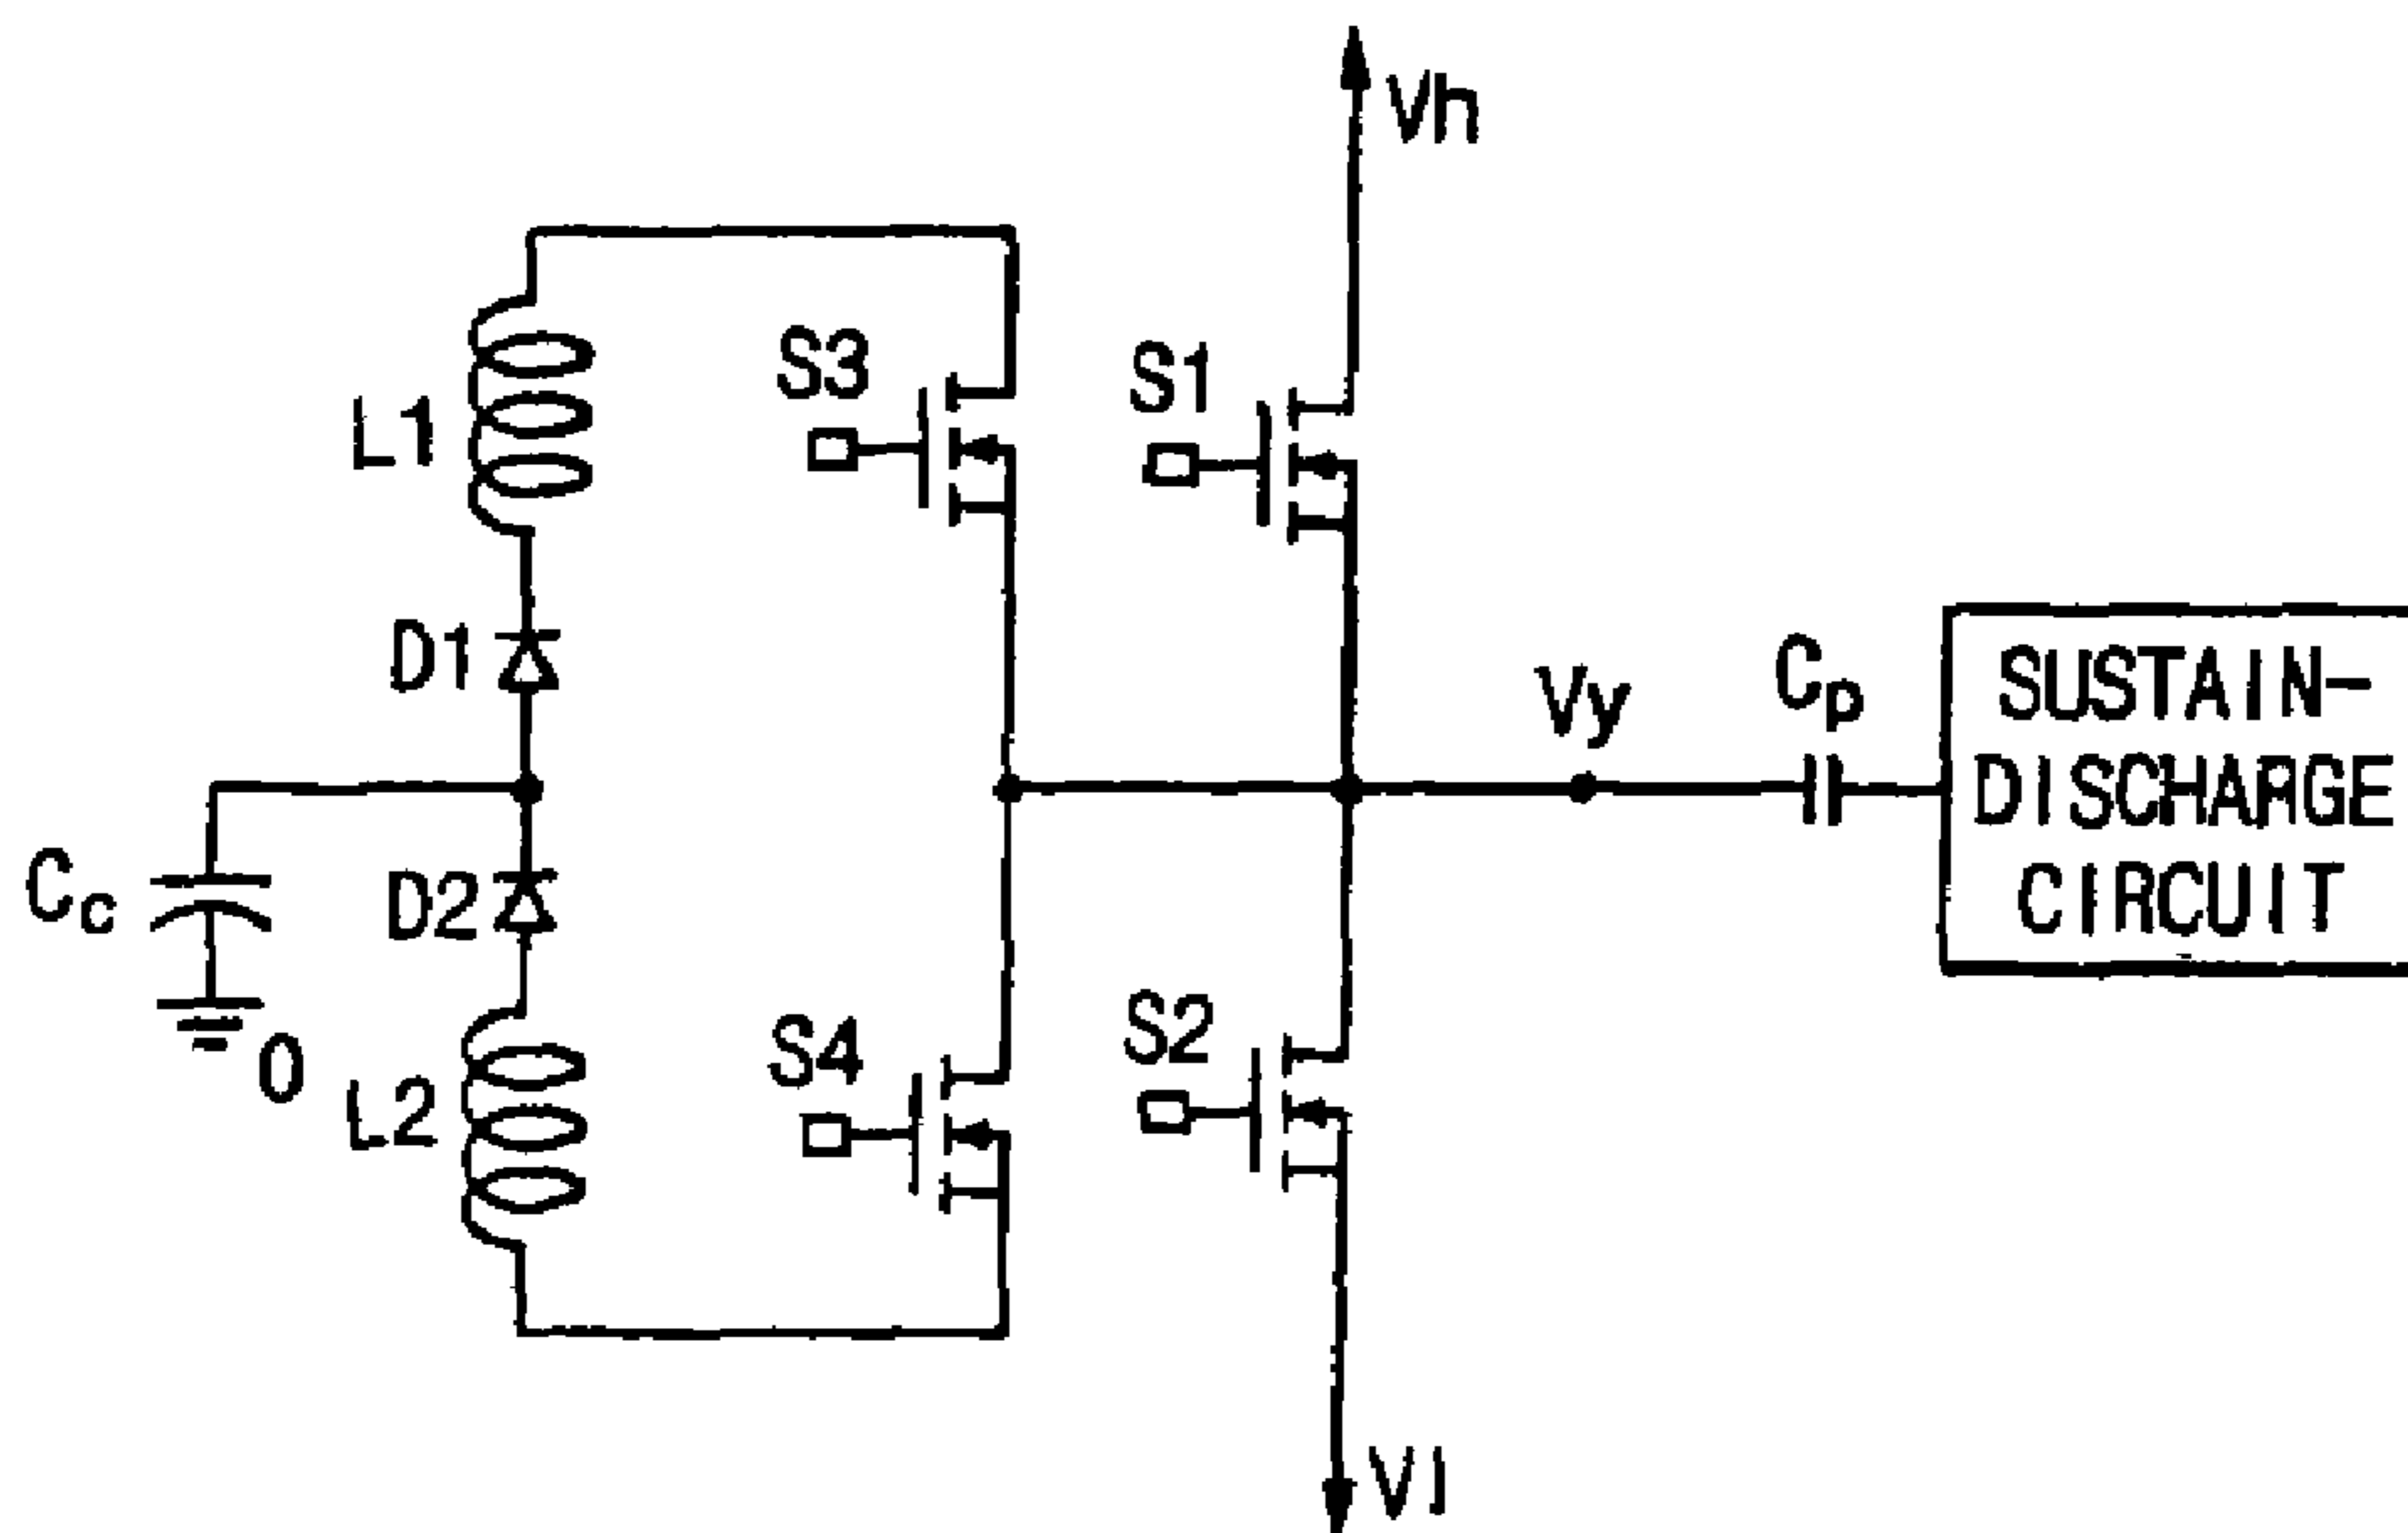 Vh
S3
S1
L1
D1
Vy
Cp
SUSTAIN-
DISCHARGE
CIRCUIT
Cc
D2
0
L2
S4
S2
Vl